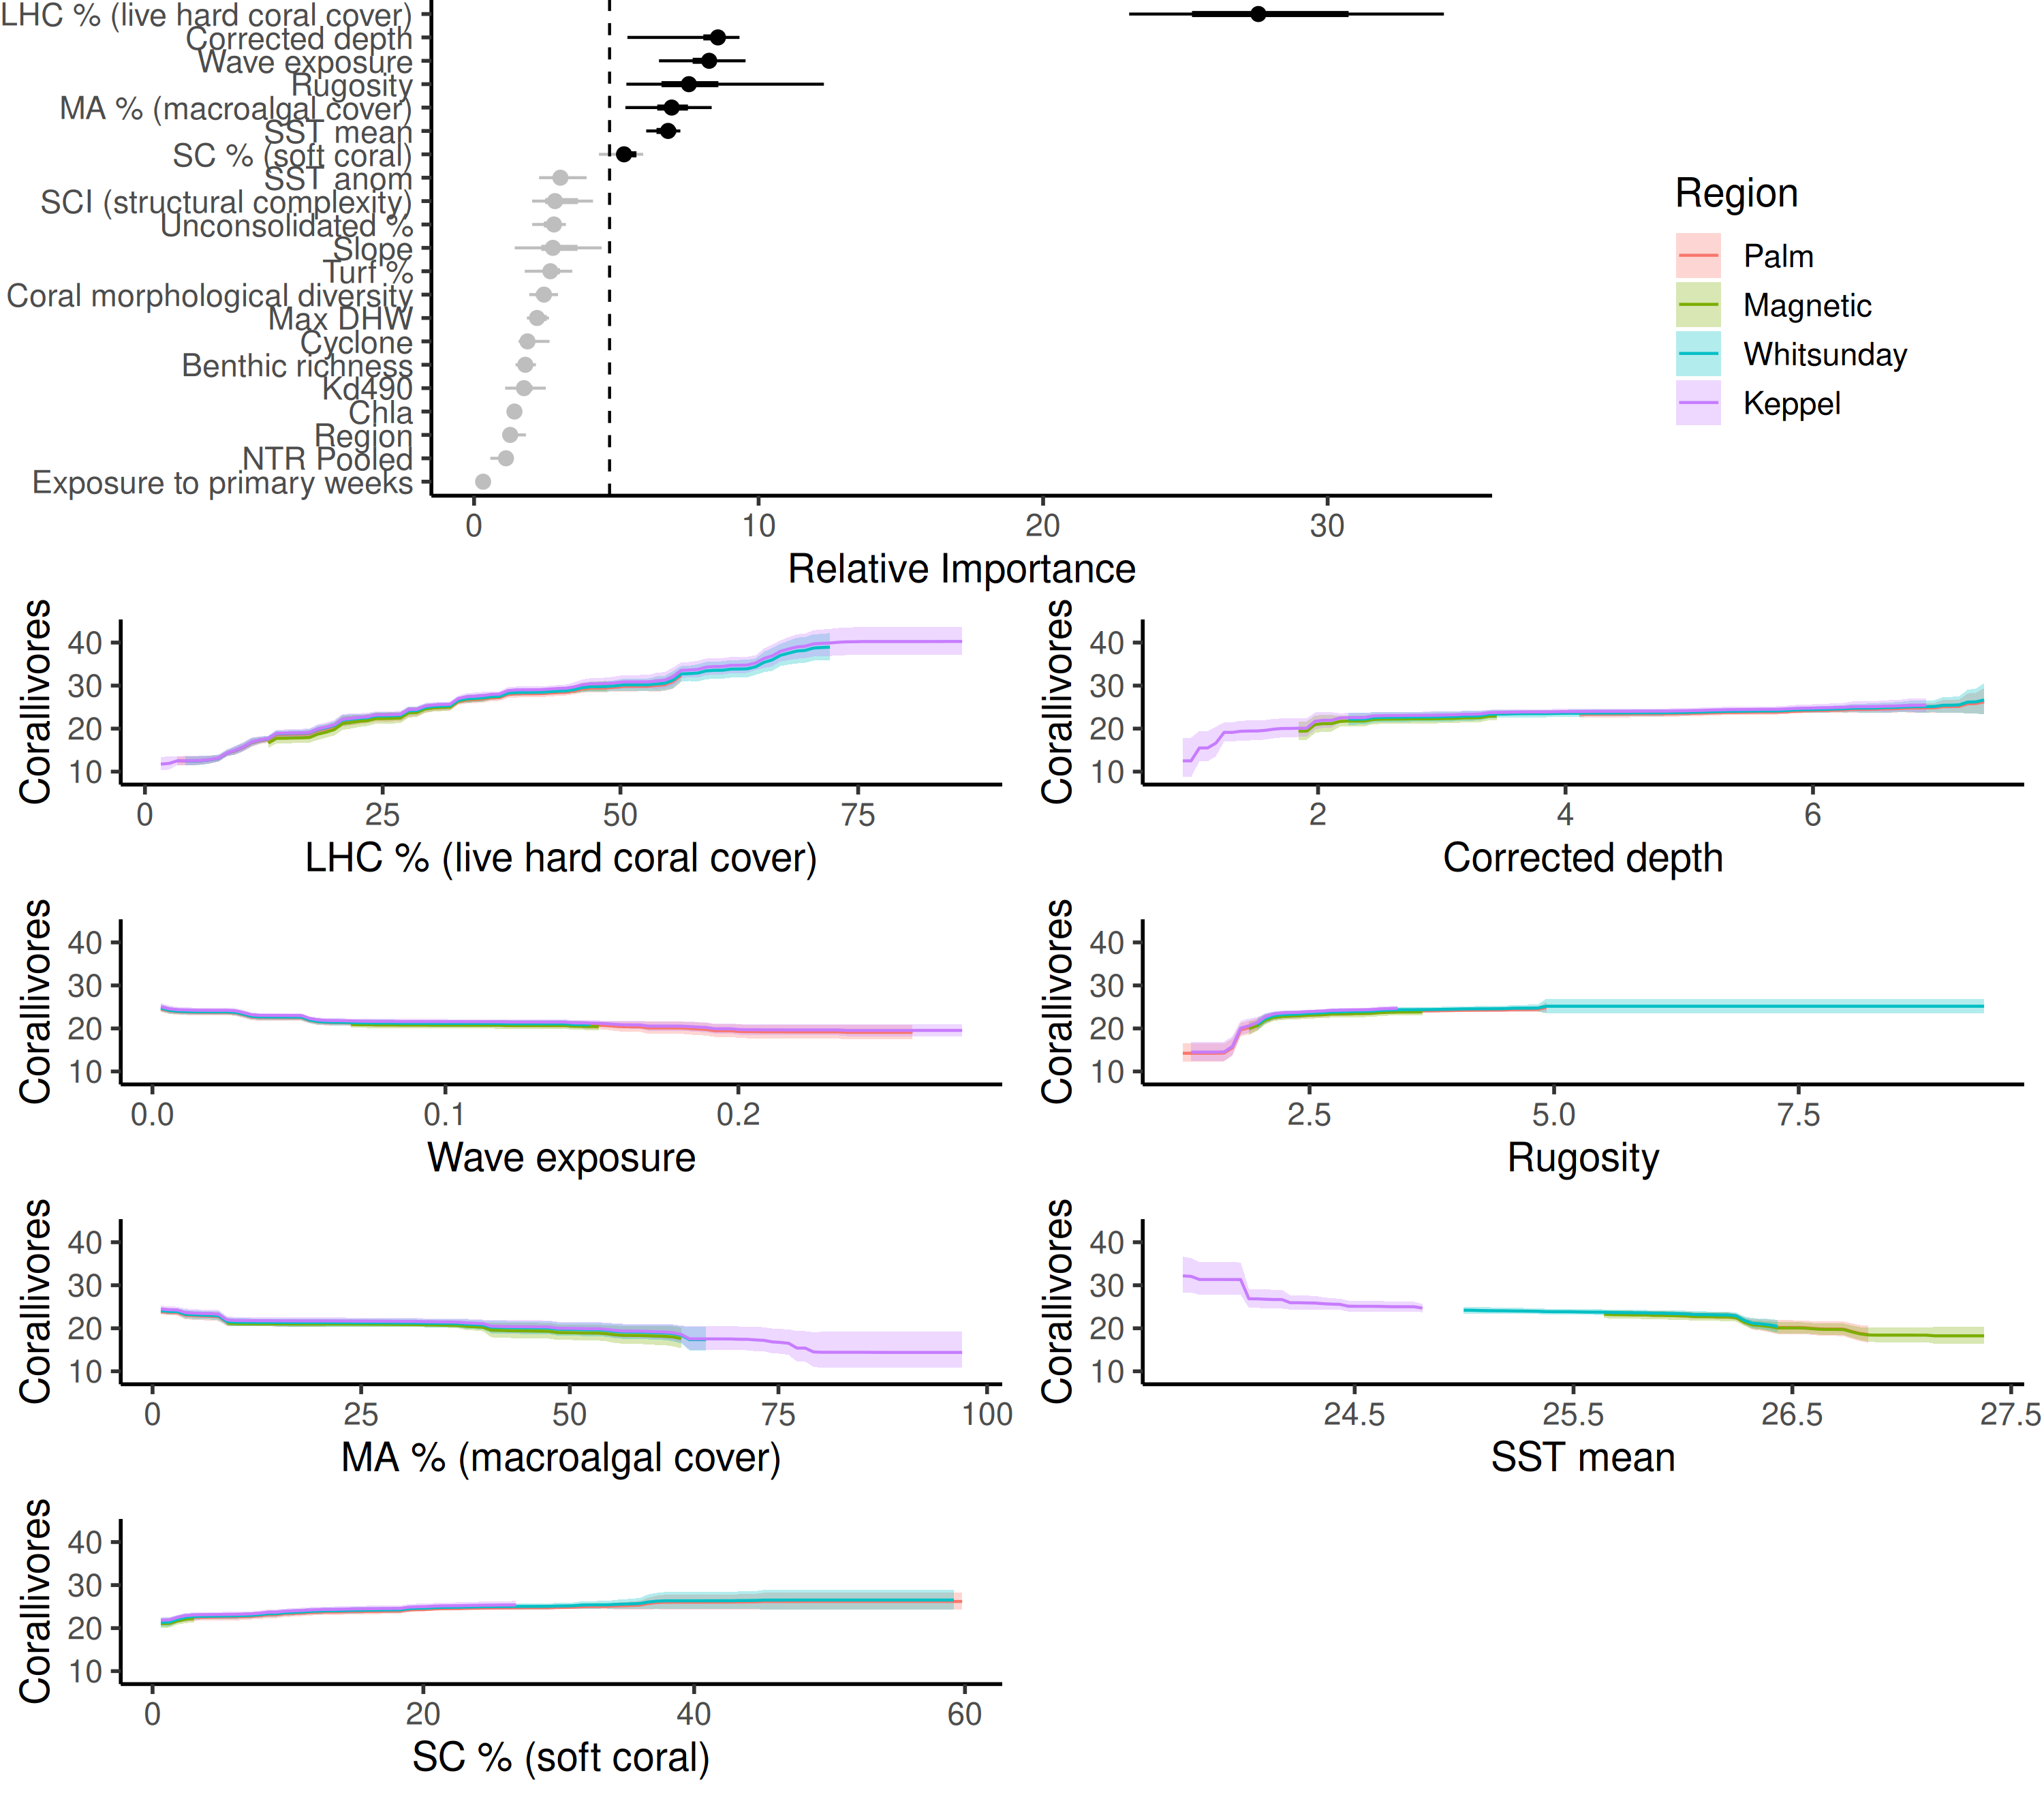 LHC % (live hard coral cover)
Corrected depth
Wave exposure
Rugosity
MA % (macroalgal cover)
SST mean
SC % (soft coral)
SST anom
SCI (structural complexity)
Unconsolidated %
Slope
Turf %
Coral morphological diversity
Max DHW
Cyclone
Benthic richness
Kd490
Chla
Region
NTR Pooled
Exposure to primary weeks
0 10 20 30
Relative Importance
Region
Palm
Magnetic
Whitsunday
Keppel
Corallivores
40
30
20
10
0 25 50 75
LHC % (live hard coral cover)
Corallivores
40
30
20
10
2 4 6
Corrected depth
Corallivores
40
30
20
10
0.0 0.1 0.2
Wave exposure
Corallivores
40
30
20
10
2.5 5.0 7.5
Rugosity
Corallivores
40
30
20
10
0 25 50 75 100
MA % (macroalgal cover)
Corallivores
40
30
20
10
24.5 25.5 26.5 27.5
SST mean
Corallivores
40
30
20
10
0 20 40 60
SC % (soft coral)